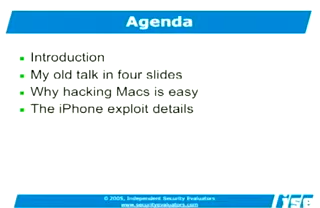 Agenda
Introduction
My old talk in four slides
Why hacking Macs is easy
The iPhone exploit details
© 2005, Independent Security Evaluators
www.securityevaluators.com
ise